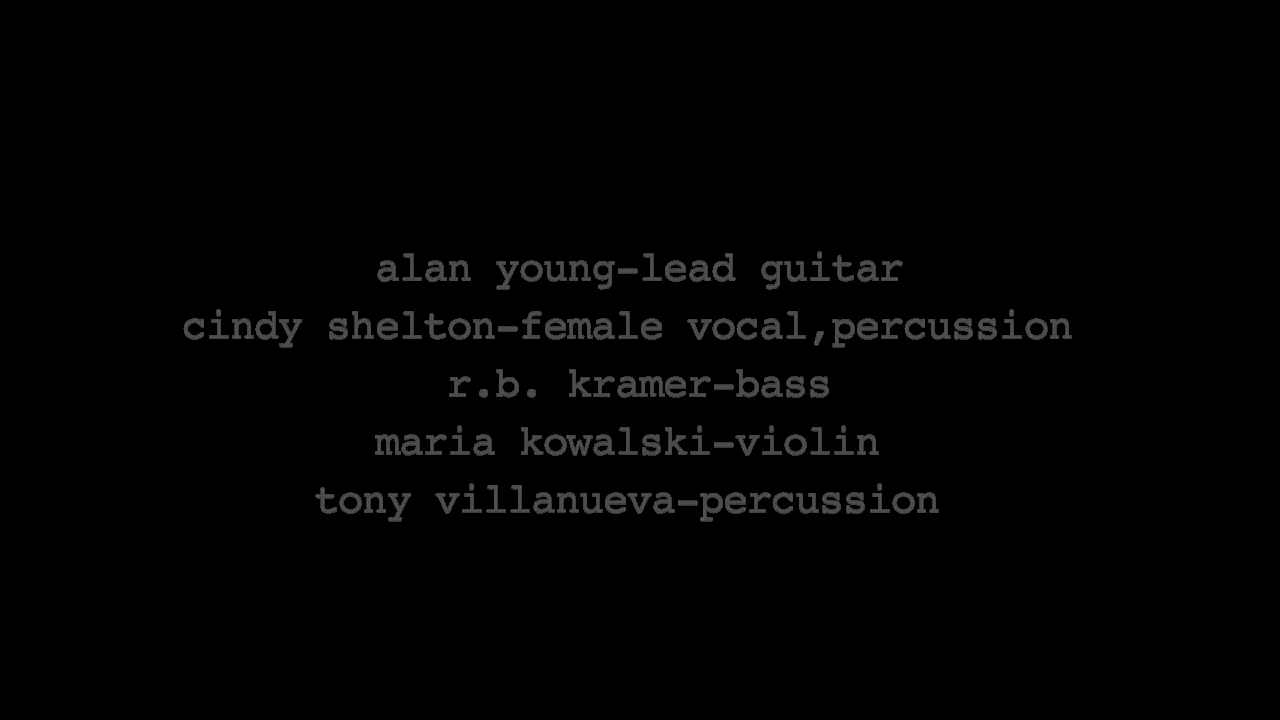 alan young-lead guitar
cindy shelton-female vocal,percussion
r.b. kramer-bass
maria kowalski-violin
tony villanueva-percussion